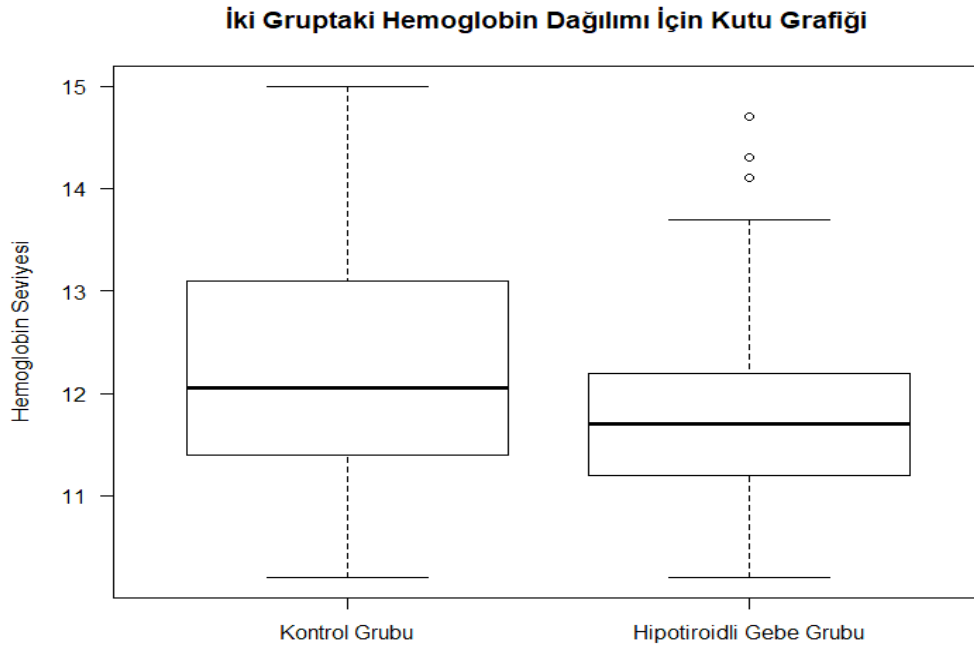 İki Gruptaki Hemoglobin Dağılımı İçin Kutu Grafiği
Hemoglobin Seviyesi
15
14
13
12
11
Kontrol Grubu
Hipotiroidli Gebe Grubu